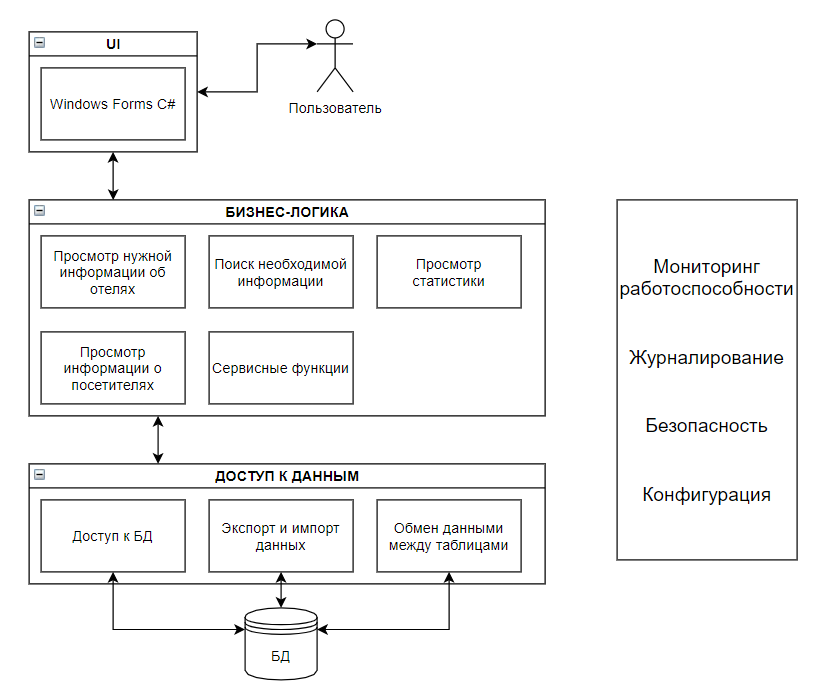 UI
Windows Forms C#
Пользователь
БИЗНЕС-ЛОГИКА
Просмотр нужной
информации об
отелях
Поиск необходимой
информации
Просмотр
статистики
Просмотр
информации о
посетителях
Сервисные функции
ДОСТУП К ДАННЫМ
Доступ к БД
Экспорт и импорт
данных
Обмен данными
между таблицами
БД
Мониторинг
работоспособности
Журналирование
Безопасность
Конфигурация